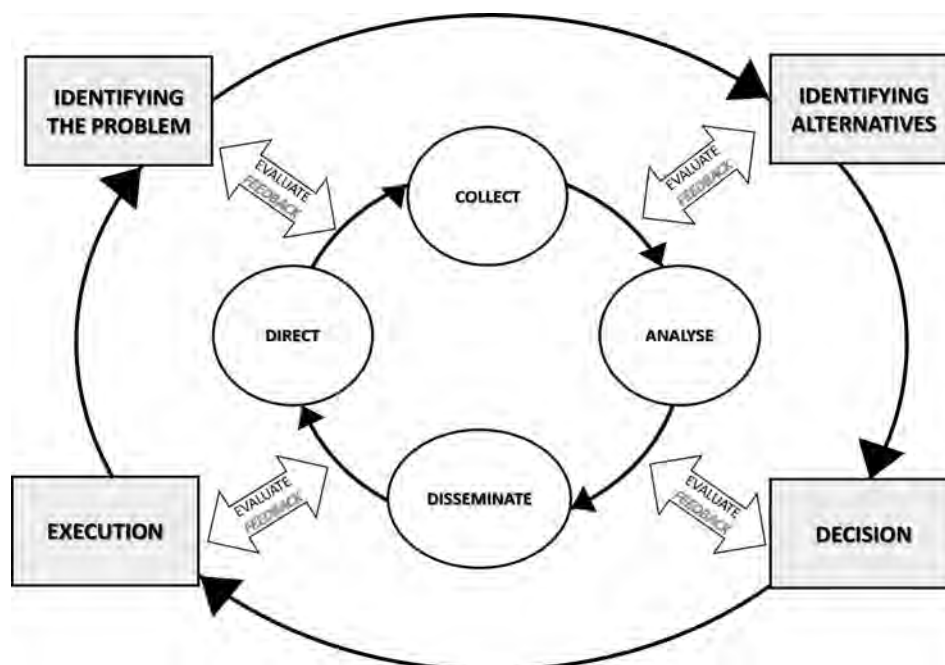 IDENTIFYING
THE PROBLEM
IDENTIFYING
ALTERNATIVES
EVALUATE
FEEDBACK
EVALUATE
FEEDBACK
COLLECT
DIRECT
ANALYSE
DISSEMINATE
EVALUATE
FEEDBACK
EVALUATE
FEEDBACK
EXECUTION
DECISION